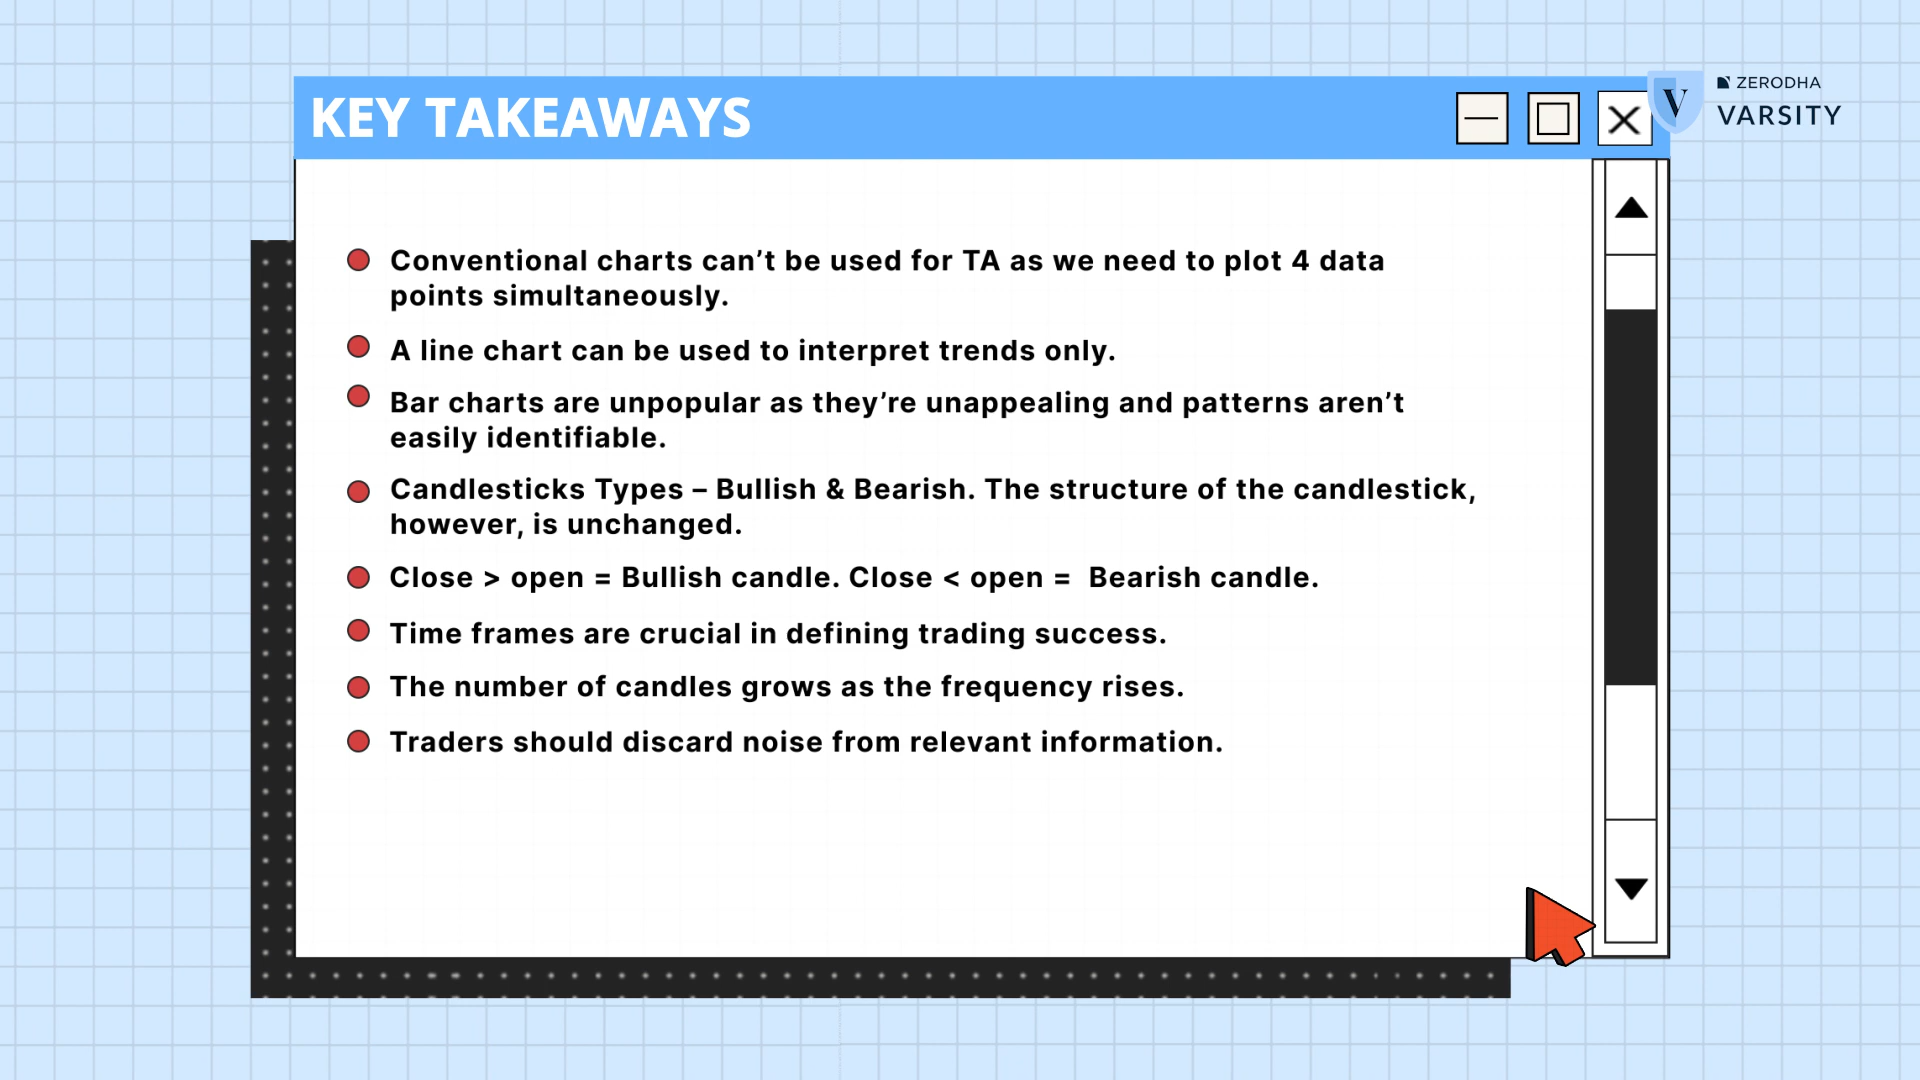 KEY TAKEAWAYS
V
ZERODHA
VARSITY
Conventional charts can’t be used for TA as we need to plot 4 data
points simultaneously.
A line chart can be used to interpret trends only.
Bar charts are unpopular as they’re unappealing and patterns aren’t
easily identifiable.
Candlesticks Types – Bullish & Bearish. The structure of the candlestick,
however, is unchanged.
Close > open = Bullish candle. Close < open =  Bearish candle.
Time frames are crucial in defining trading success.
The number of candles grows as the frequency rises.
Traders should discard noise from relevant information.